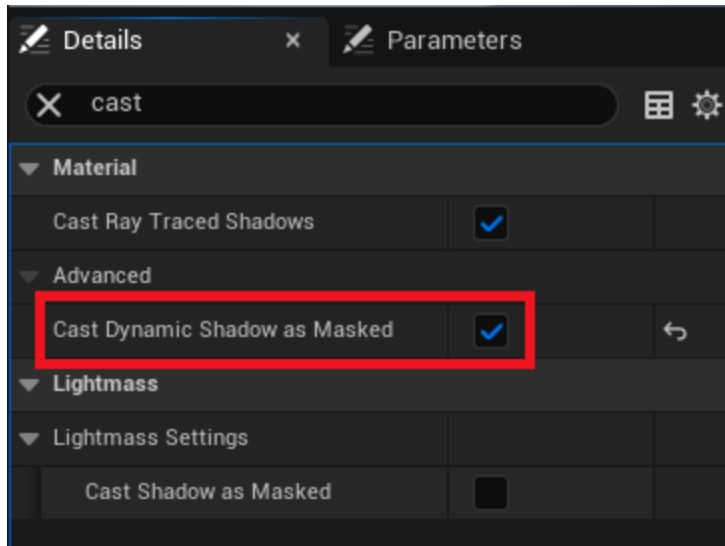 Details
Parameters
cast
Material
Cast Ray Traced Shadows
Advanced
Cast Dynamic Shadow as Masked
Lightmass
Lightmass Settings
Cast Shadow as Masked